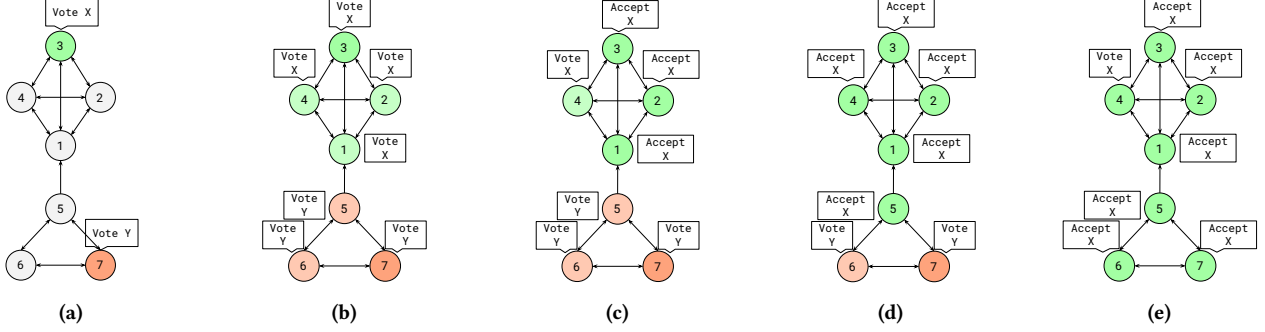 Vote X
3
4
2
1
5
Vote Y
6
7
(a)
Vote
X
3
Vote
X
Vote
X
4
2
1
Vote
X
Vote
Y
5
Vote
Y
Vote
Y
6
7
(b)
Accept
X
3
Vote
X
Accept
X
4
2
1
Accept
X
Vote
Y
5
Vote
Y
Vote
Y
6
7
(c)
Accept
X
3
Accept
X
Accept
X
4
2
1
Accept
X
Accept
X
5
Vote
Y
Vote
Y
6
7
(d)
Accept
X
3
Vote
X
Accept
X
4
2
1
Accept
X
Accept
X
5
Accept
X
Accept
X
6
7
(e)